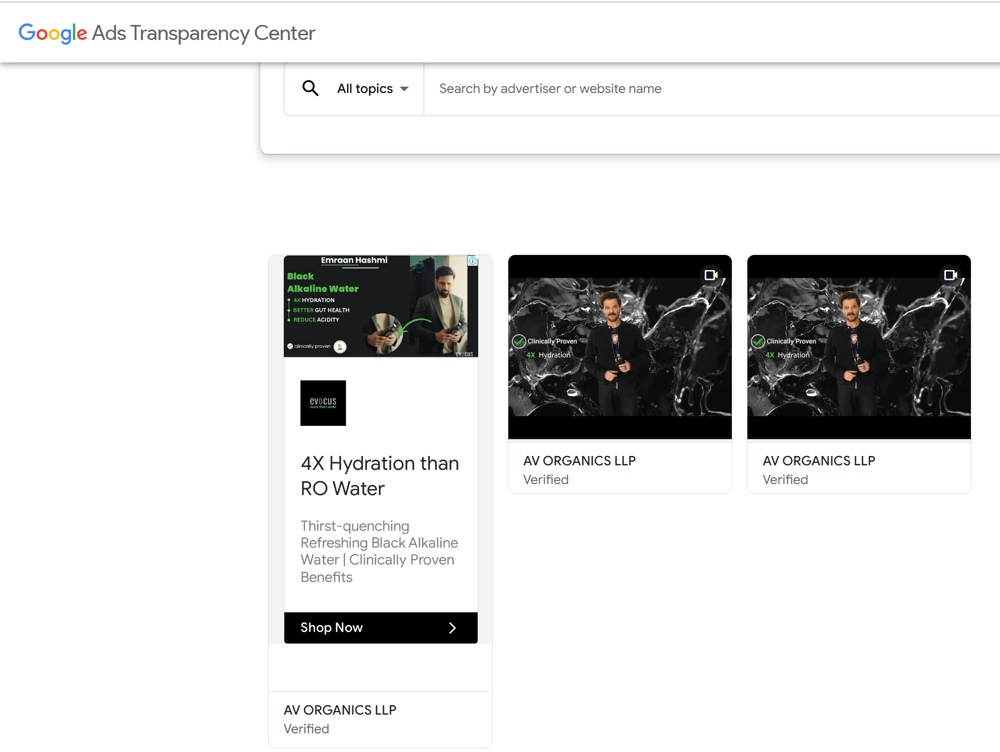 Google Ads Transparency Center
All topics
Search by advertiser or website name
Emraan Hashmi
Black
Alkaline Water
4X HYDRATION
BETTER GUT HEALTH
REDUCE ACIDITY
clinically proven
8+
pH
evocus
evocus
more than water
4X Hydration than
RO Water
Thirst-quenching
Refreshing Black Alkaline
Water | Clinically Proven
Benefits
Shop Now
AV ORGANICS LLP
Verified
Clinically Proven
4X Hydration
AV ORGANICS LLP
Verified
Clinically Proven
4X Hydration
AV ORGANICS LLP
Verified